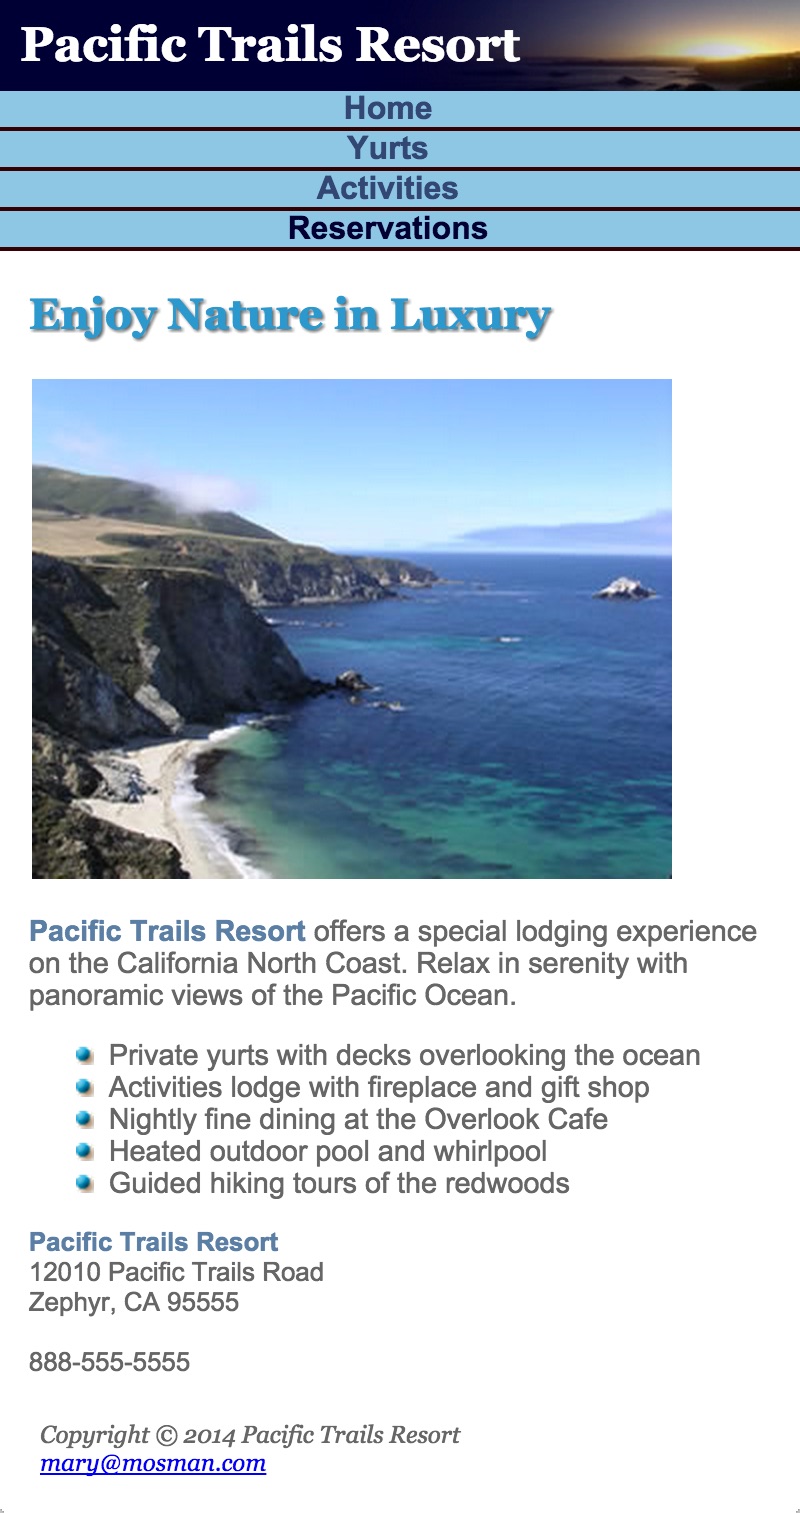 Pacific Trails Resort
Home
Yurts
Activities
Reservations
Enjoy Nature in Luxury
Pacific Trails Resort offers a special lodging experience
on the California North Coast. Relax in serenity with
panoramic views of the Pacific Ocean.
Private yurts with decks overlooking the ocean
Activities lodge with fireplace and gift shop
Nightly fine dining at the Overlook Cafe
Heated outdoor pool and whirlpool
Guided hiking tours of the redwoods
Pacific Trails Resort
12010 Pacific Trails Road
Zephyr, CA 95555
888-555-5555
Copyright © 2014 Pacific Trails Resort
mary@mosman.com